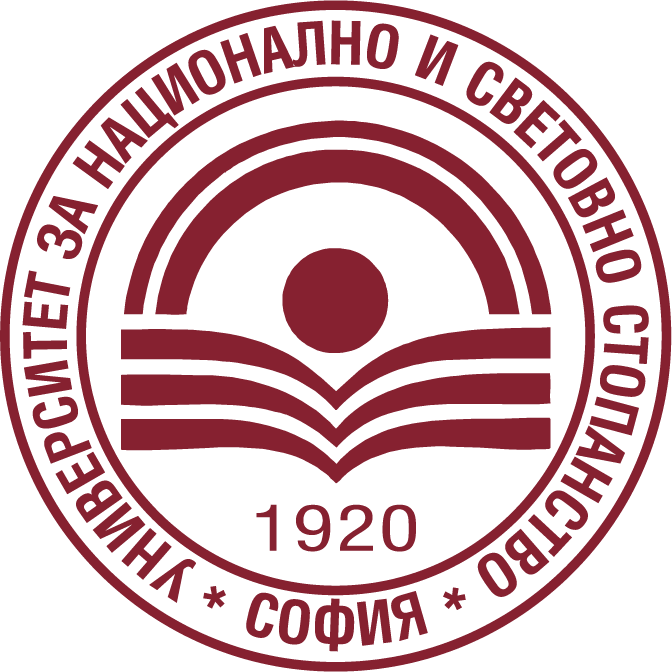 УНИВЕРСИТЕТ ЗА НАЦИОНАЛНО И СВЕТОВНО СТОПАНСТВО
* СОФИЯ *
1920